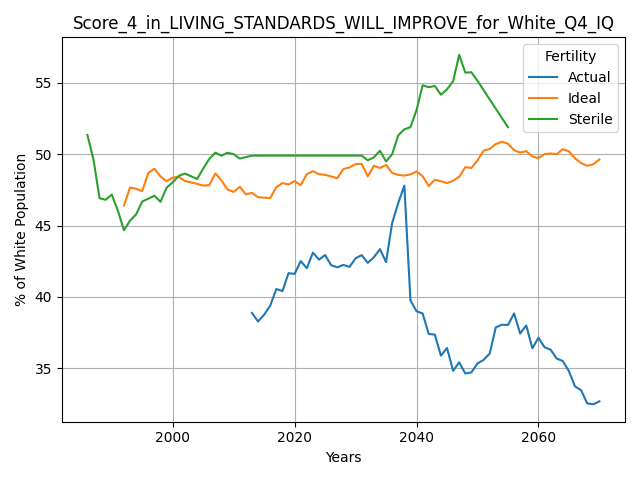 Score_4_in_LIVING_STANDARDS_WILL_IMPROVE_for_White_Q4_IQ
Fertility
Actual
Ideal
Sterile
% of White Population
55
50
45
40
35
2000
2020
2040
2060
Years